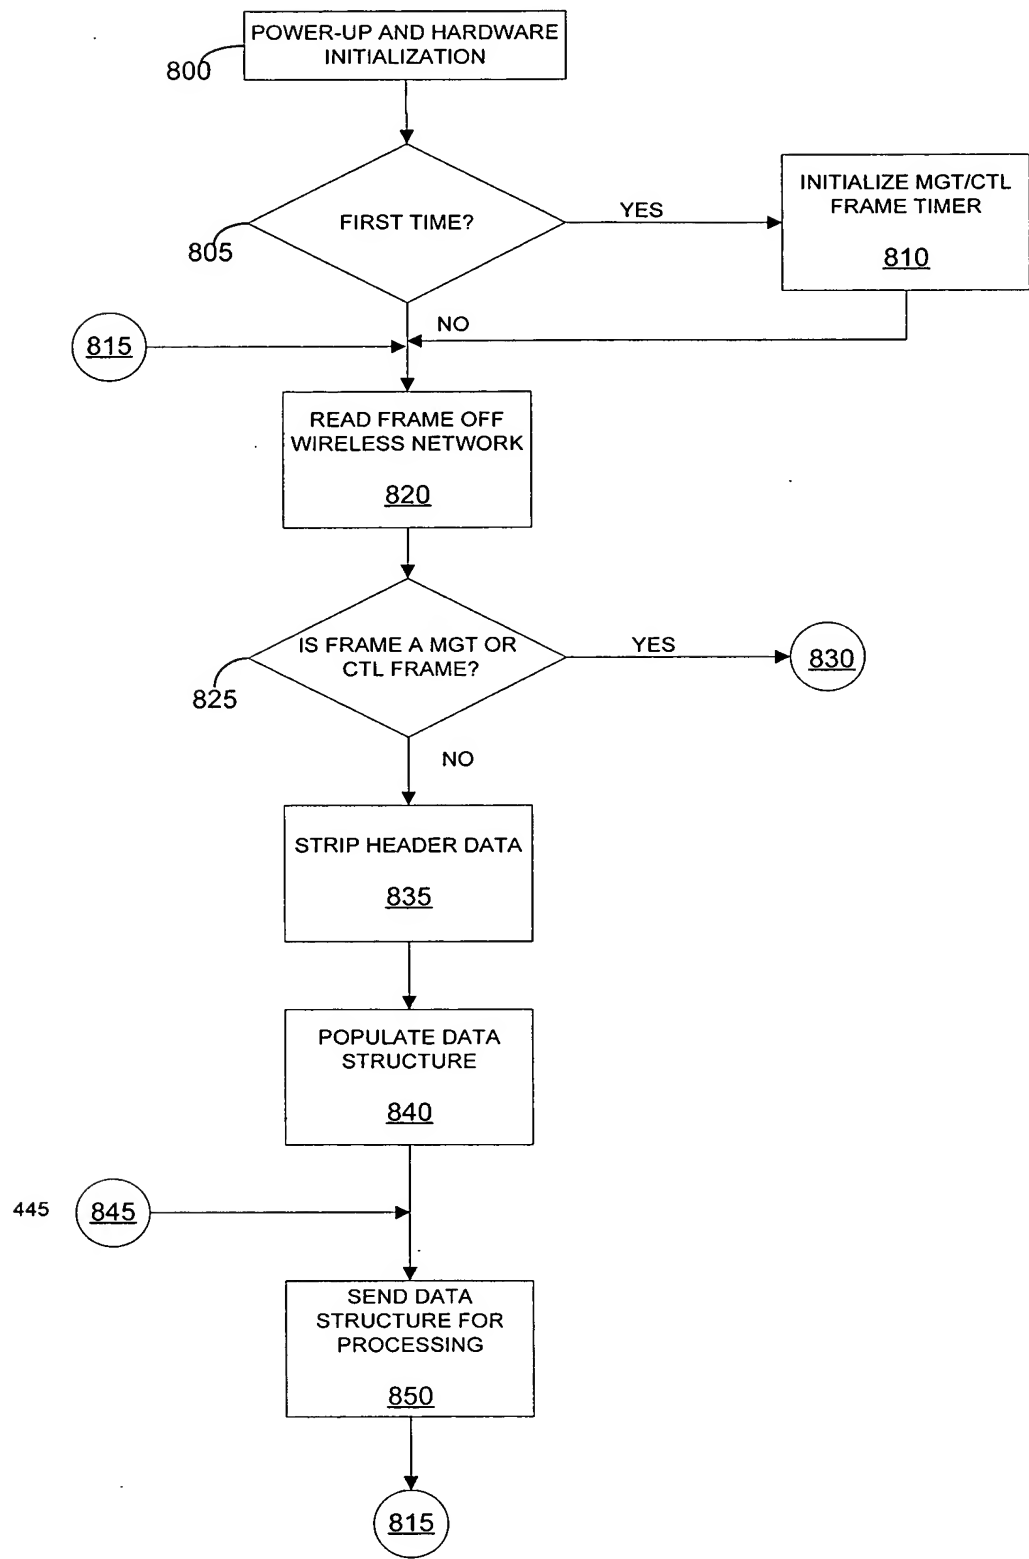 POWER-UP AND HARDWARE
INITIALIZATION
800
FIRST TIME?
805
YES
INITIALIZE MGT/CTL
FRAME TIMER
810
NO
815
READ FRAME OFF
WIRELESS NETWORK
820
IS FRAME A MGT OR
CTL FRAME?
825
YES
830
NO
STRIP HEADER DATA
835
POPULATE DATA
STRUCTURE
840
445
845
SEND DATA
STRUCTURE FOR
PROCESSING
850
815